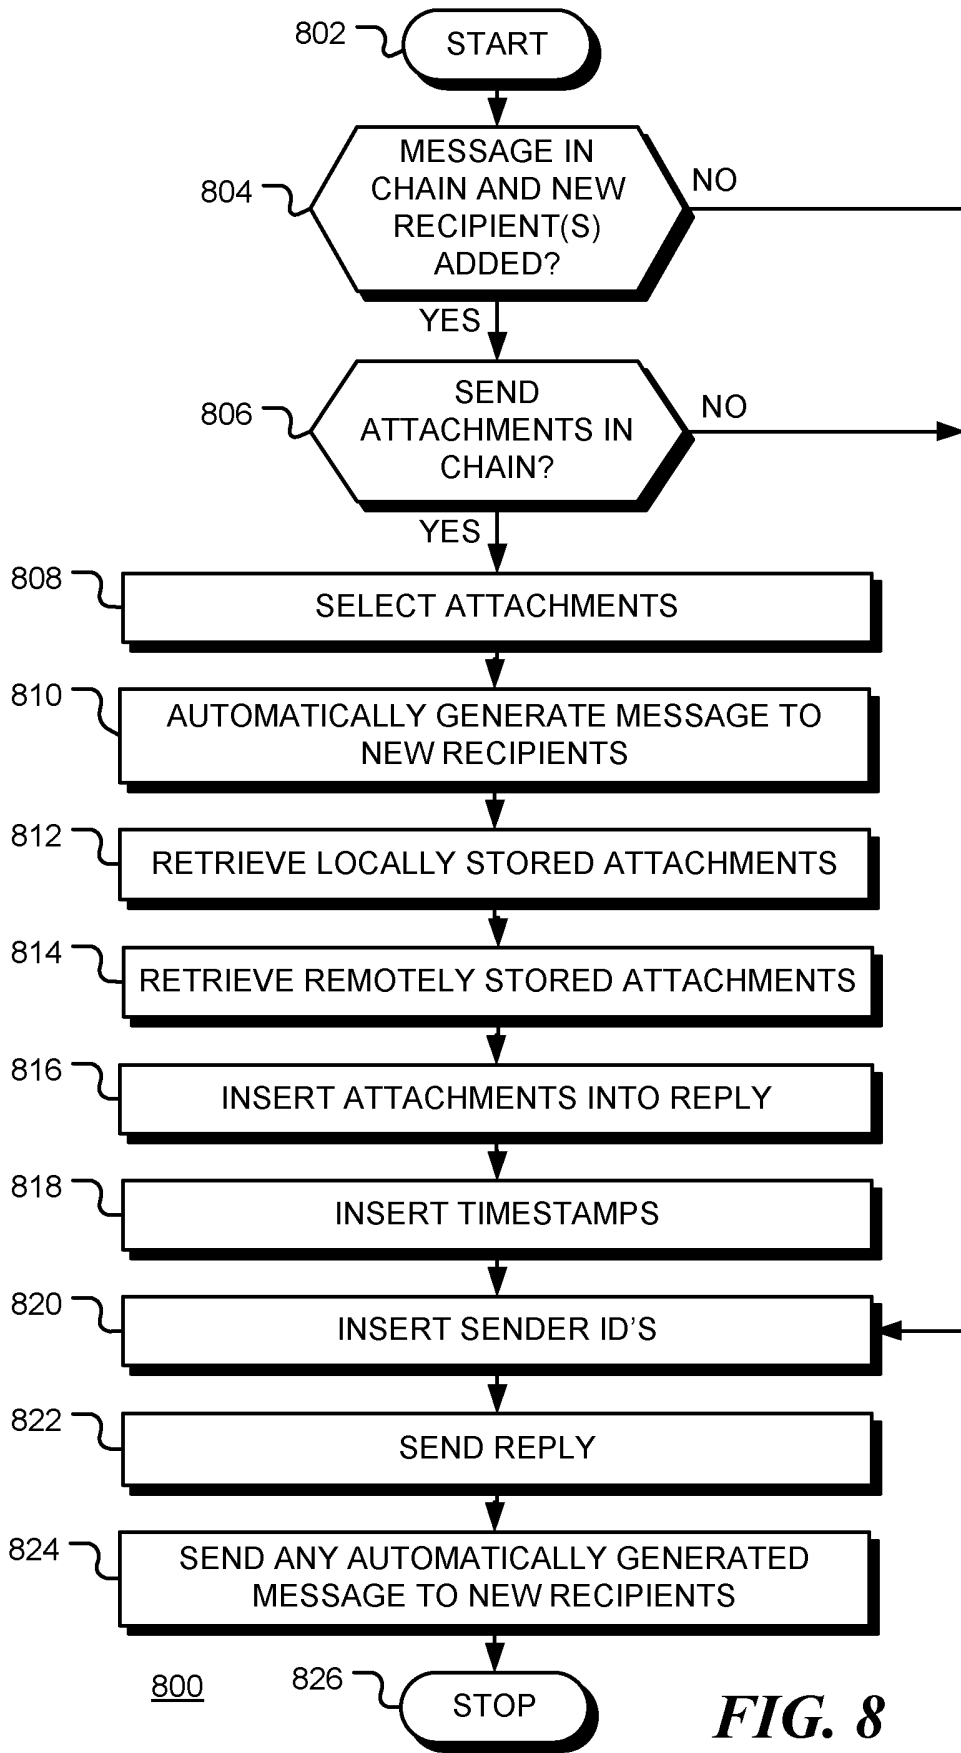 802
START
MESSAGE IN
CHAIN AND NEW
RECIPIENT(S)
ADDED?
804
NO
YES
SEND
ATTACHMENTS IN
CHAIN?
806
NO
YES
808
SELECT ATTACHMENTS
810
AUTOMATICALLY GENERATE MESSAGE TO
NEW RECIPIENTS
812
RETRIEVE LOCALLY STORED ATTACHMENTS
814
RETRIEVE REMOTELY STORED ATTACHMENTS
816
INSERT ATTACHMENTS INTO REPLY
818
INSERT TIMESTAMPS
820
INSERT SENDER ID'S
822
SEND REPLY
824
SEND ANY AUTOMATICALLY GENERATED
MESSAGE TO NEW RECIPIENTS
800
826
STOP
FIG. 8